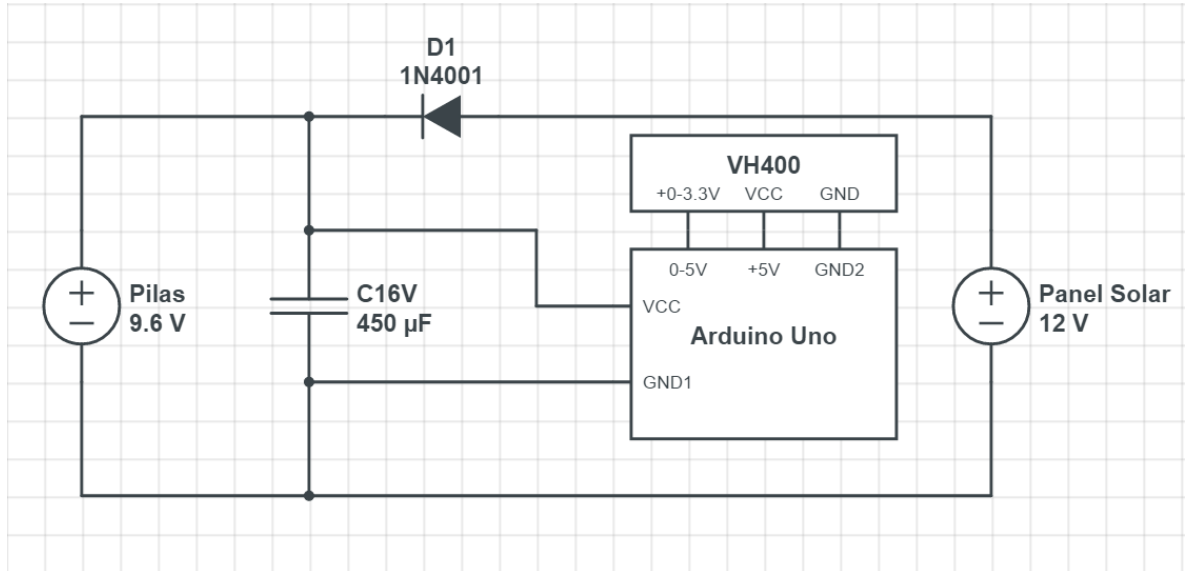 D1
1N4001
VH400
+0-3.3V VCC GND
0-5V +5V GND2
Pilas
9.6 V
C16V
450 µF
VCC
Arduino Uno
GND1
Panel Solar
12 V